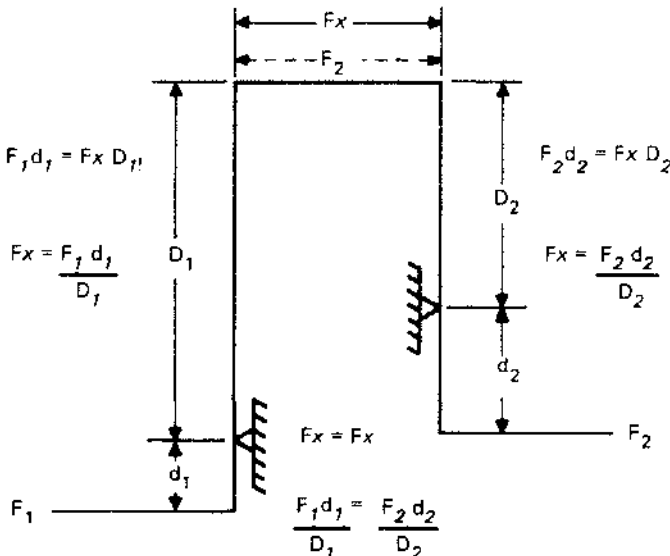 Fx
F₂
F₁d₁ = Fx D₁!
F₂d₂ = Fx D₂
D₁
D₂
Fx = F₁ d₁
D₁
Fx = F₂ d₂
D₂
d₂
Fx = Fx
F₂
d₁
F₁
F₁d₁ = F₂ d₂
D₁ D₂